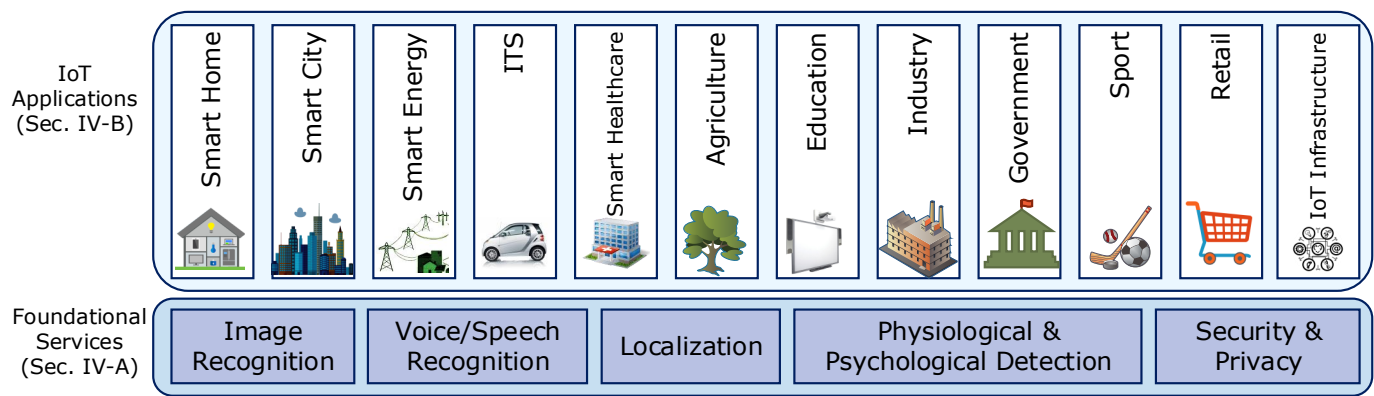 IoT
Applications
(Sec. IV-B)
Smart Home
Smart City
Smart Energy
ITS
Smart Healthcare
Agriculture
Education
Industry
Government
Sport
Retail
IoT Infrastructure
Foundational
Services
(Sec. IV-A)
Image
Recognition
Voice/Speech
Recognition
Localization
Physiological &
Psychological Detection
Security &
Privacy